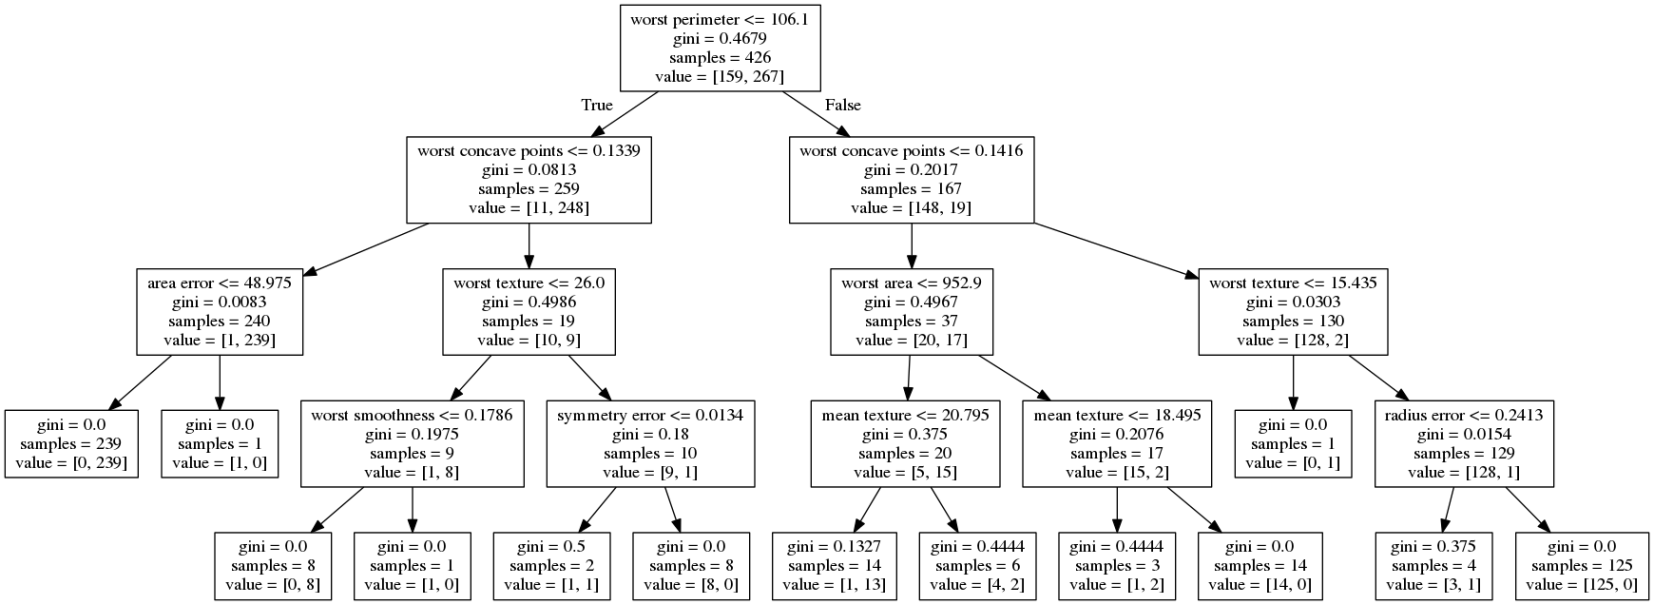 worst perimeter <= 106.1
gini = 0.4679
samples = 426
value = [159, 267]
True
False
worst concave points <= 0.1339
gini = 0.0813
samples = 259
value = [11, 248]
worst concave points <= 0.1416
gini = 0.2017
samples = 167
value = [148, 19]
area error <= 48.975
gini = 0.0083
samples = 240
value = [1, 239]
worst texture <= 26.0
gini = 0.4986
samples = 19
value = [10, 9]
worst area <= 952.9
gini = 0.4967
samples = 37
value = [20, 17]
worst texture <= 15.435
gini = 0.0303
samples = 130
value = [128, 2]
gini = 0.0
samples = 239
value = [0, 239]
gini = 0.0
samples = 1
value = [1, 0]
worst smoothness <= 0.1786
gini = 0.1975
samples = 9
value = [1, 8]
symmetry error <= 0.0134
gini = 0.18
samples = 10
value = [9, 1]
mean texture <= 20.795
gini = 0.375
samples = 20
value = [5, 15]
mean texture <= 18.495
gini = 0.2076
samples = 17
value = [15, 2]
gini = 0.0
samples = 1
value = [0, 1]
radius error <= 0.2413
gini = 0.0154
samples = 129
value = [128, 1]
gini = 0.0
samples = 8
value = [0, 8]
gini = 0.0
samples = 1
value = [1, 0]
gini = 0.5
samples = 2
value = [1, 1]
gini = 0.0
samples = 8
value = [8, 0]
gini = 0.1327
samples = 14
value = [1, 13]
gini = 0.4444
samples = 6
value = [4, 2]
gini = 0.4444
samples = 3
value = [1, 2]
gini = 0.0
samples = 14
value = [14, 0]
gini = 0.375
samples = 4
value = [3, 1]
gini = 0.0
samples = 125
value = [125, 0]